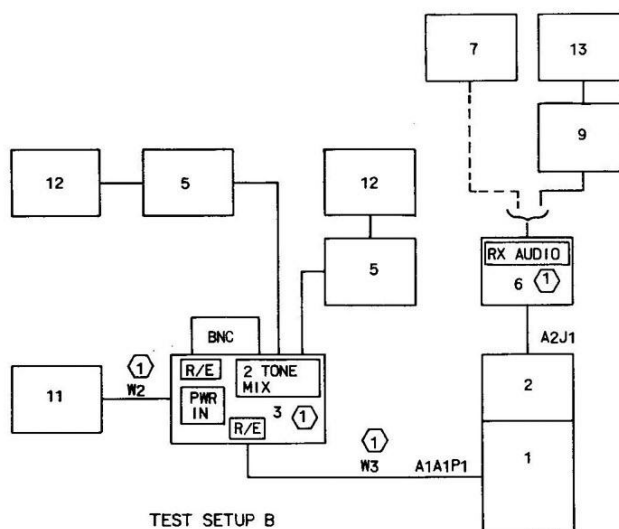 7
13
9
12
5
12
5
RX AUDIO
6 1
A2J1
BNC
11
1
W2
R/E
2 TONE
MIX
PWR
IN
3 1
R/E
2
1
1
W3 A1A1P1
TEST SETUP B